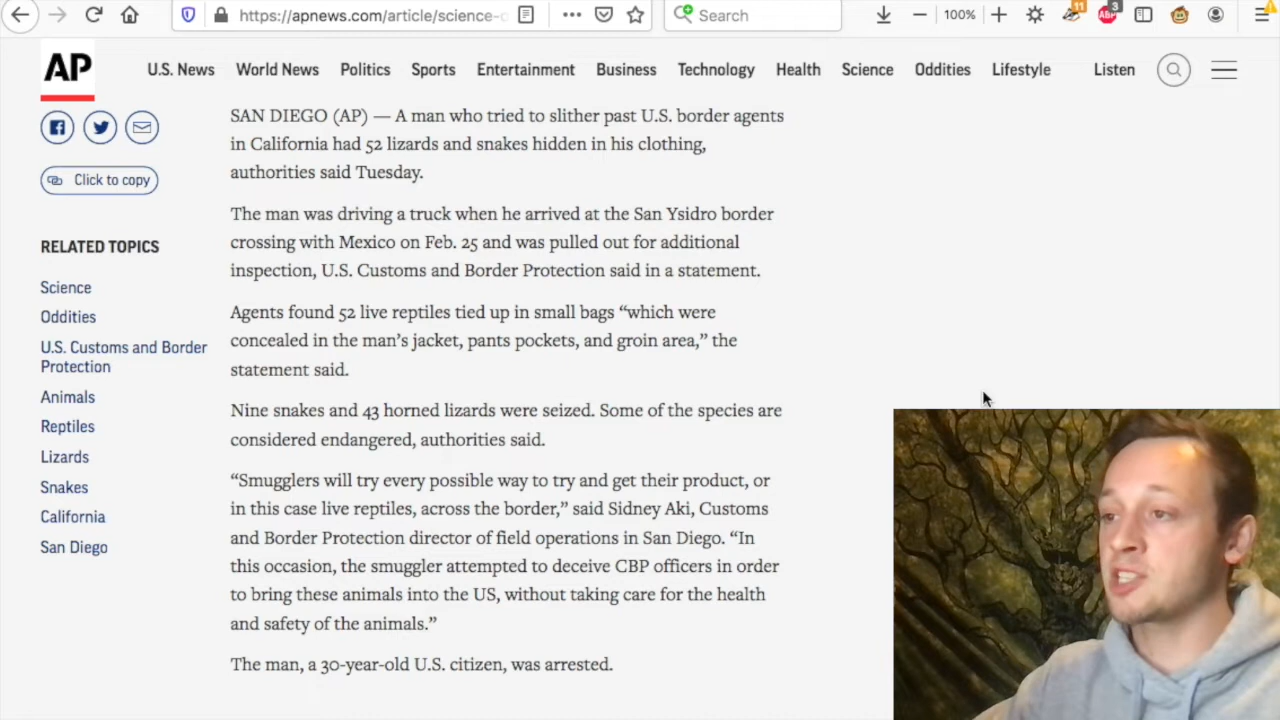 https://apnews.com/article/science-c
Search
100%
11
ABP
3
AP
U.S. News
World News
Politics
Sports
Entertainment
Business
Technology
Health
Science
Oddities
Lifestyle
Listen
Click to copy
RELATED TOPICS
Science
Oddities
U.S. Customs and Border
Protection
Animals
Reptiles
Lizards
Snakes
California
San Diego
SAN DIEGO (AP) — A man who tried to slither past U.S. border agents
in California had 52 lizards and snakes hidden in his clothing,
authorities said Tuesday.
The man was driving a truck when he arrived at the San Ysidro border
crossing with Mexico on Feb. 25 and was pulled out for additional
inspection, U.S. Customs and Border Protection said in a statement.
Agents found 52 live reptiles tied up in small bags “which were
concealed in the man’s jacket, pants pockets, and groin area,” the
statement said.
Nine snakes and 43 horned lizards were seized. Some of the species are
considered endangered, authorities said.
“Smugglers will try every possible way to try and get their product, or
in this case live reptiles, across the border,” said Sidney Aki, Customs
and Border Protection director of field operations in San Diego. “In
this occasion, the smuggler attempted to deceive CBP officers in order
to bring these animals into the US, without taking care for the health
and safety of the animals.”
The man, a 30-year-old U.S. citizen, was arrested.